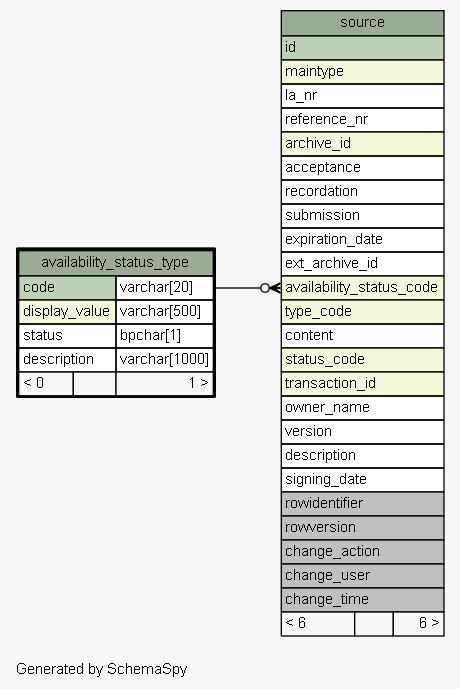 availability_status_type
code varchar[20]
display_value varchar[500]
status bpchar[1]
description varchar[1000]
< 0 1 >
source
id
maintype
la_nr
reference_nr
archive_id
acceptance
recordation
submission
expiration_date
ext_archive_id
availability_status_code
type_code
content
status_code
transaction_id
owner_name
version
description
signing_date
rowidentifier
rowversion
change_action
change_user
change_time
< 6 6 >
Generated by SchemaSpy